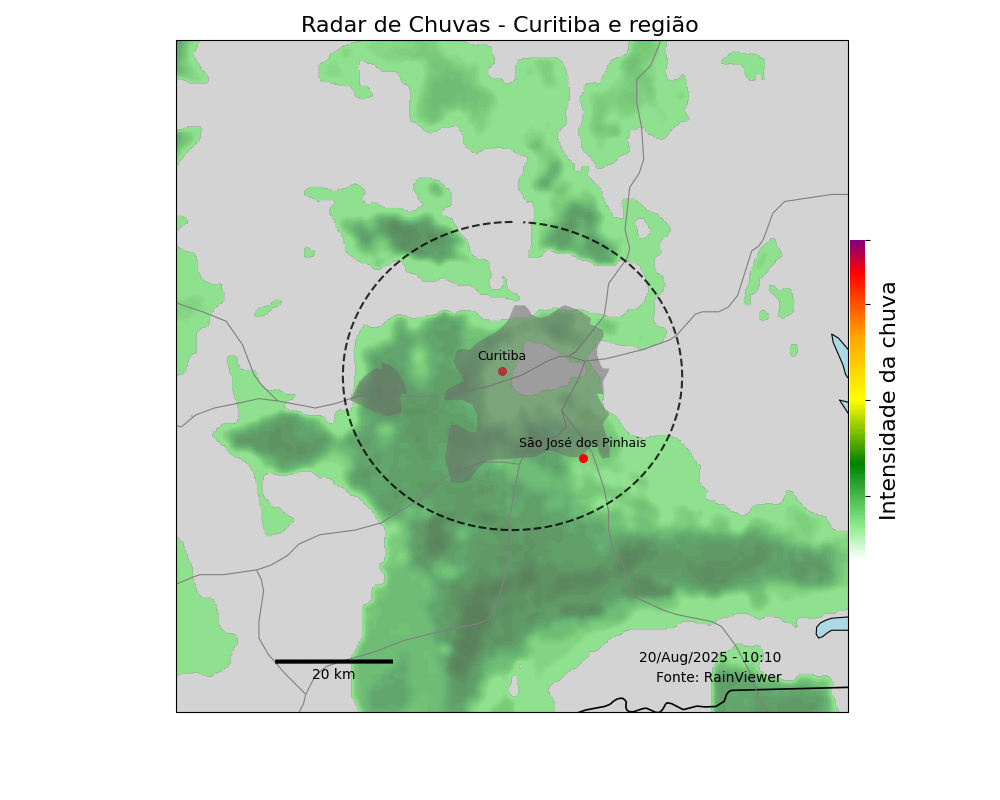 Radar de Chuvas - Curitiba e região
Curitiba
São José dos Pinhais
Intensidade da chuva
20/Aug/2025 - 10:10
Fonte: RainViewer
20 km